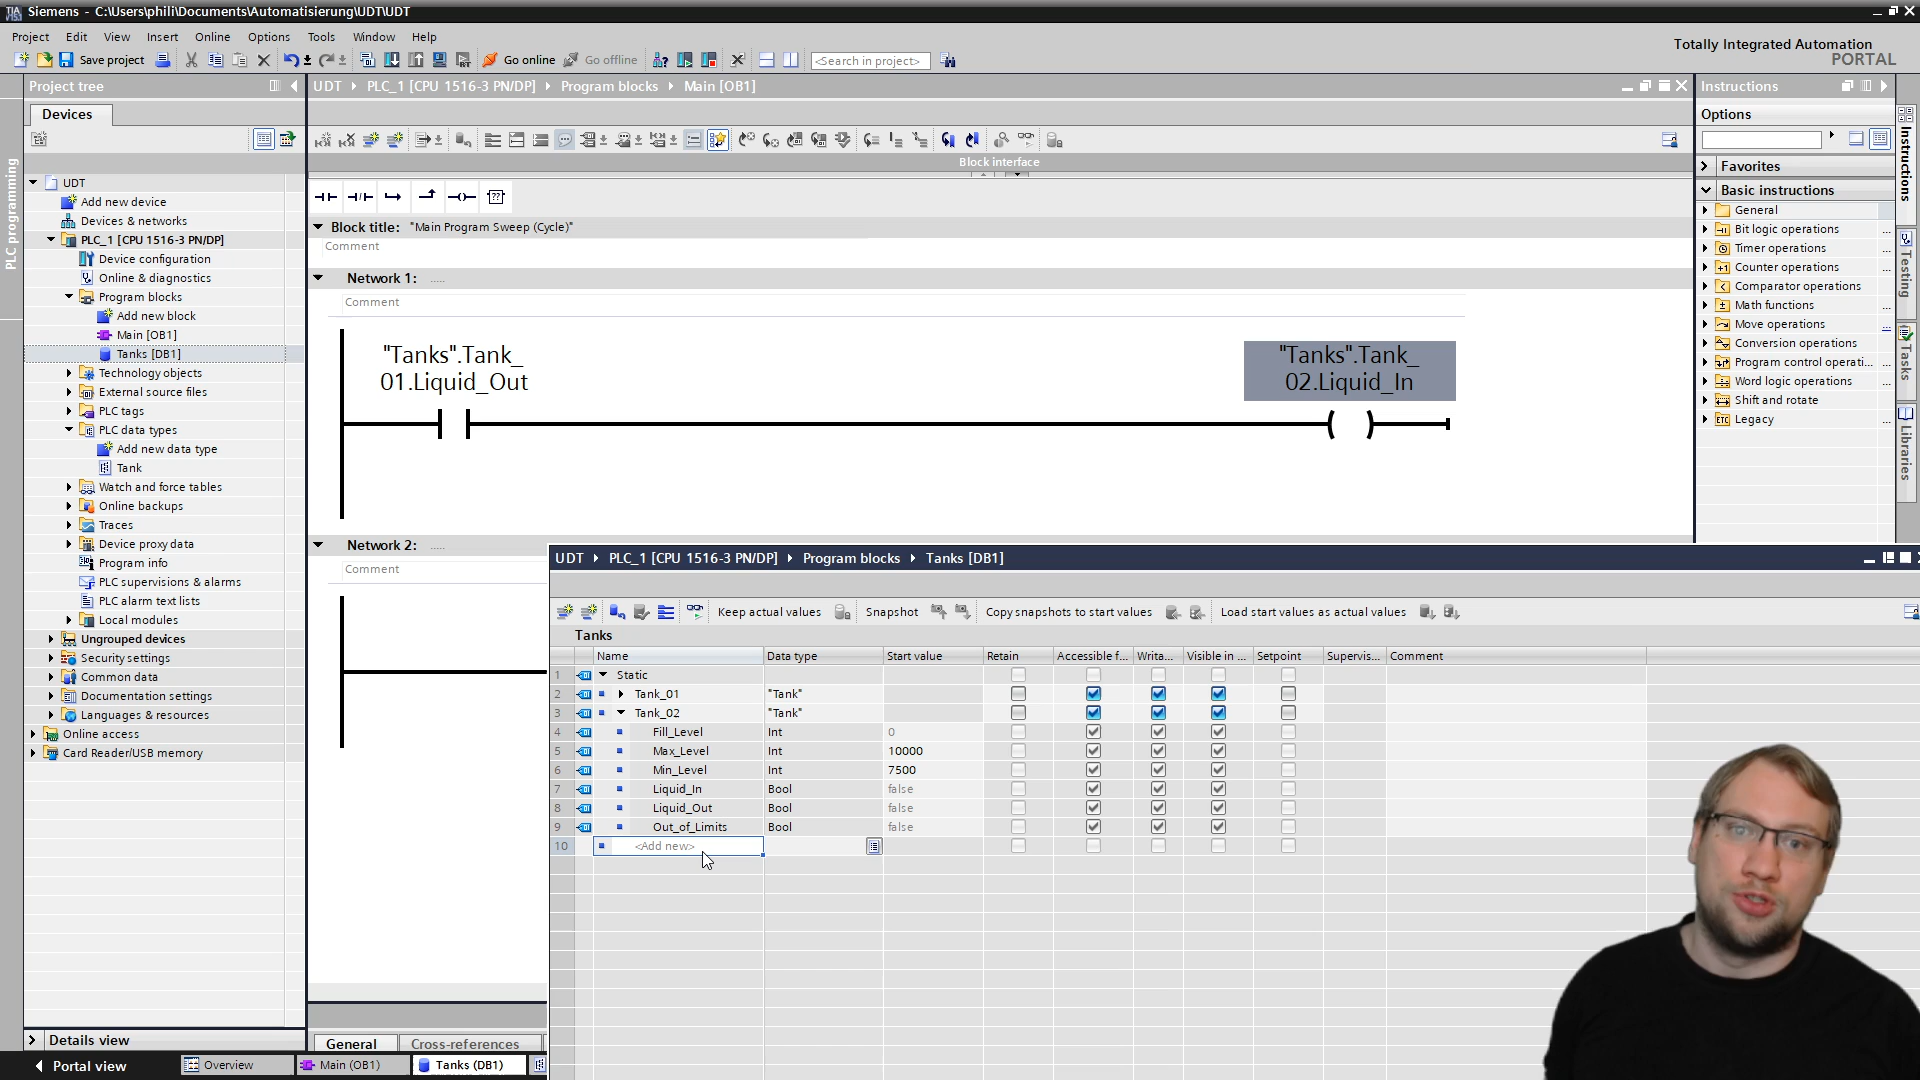 Siemens - C:\Users\phili\Documents\Automatisierung\UDT\UDT
Project Edit View Insert Online Options Tools Window Help
Totally Integrated Automation
PORTAL
Save project
Go online
Go offline
<Search in project>
Project tree
UDT PLC_1 [CPU 1516-3 PN/DP] Program blocks Main [OB1]
Instructions
Devices
Options
Block interface
PLC programming
Favorites
Basic instructions
General
Bit logic operations ...
Timer operations ...
Counter operations ...
Comparator operations
Math functions ...
Move operations ...
Conversion operations ...
Program control operati... ...
Word logic operations ...
Shift and rotate ...
Legacy ...
Instructions
Testing
Tasks
Libraries
UDT
Add new device
Devices & networks
PLC_1 [CPU 1516-3 PN/DP]
Device configuration
Online & diagnostics
Program blocks
Add new block
Main [OB1]
Tanks [DB1]
Technology objects
External source files
PLC tags
PLC data types
Add new data type
Tank
Watch and force tables
Online backups
Traces
Device proxy data
Program info
PLC supervisions & alarms
PLC alarm text lists
Local modules
Ungrouped devices
Security settings
Common data
Documentation settings
Languages & resources
Online access
Card Reader/USB memory
Details view
Block title: "Main Program Sweep (Cycle)"
Comment
Network 1: .....
Comment
"Tanks".Tank_
01.Liquid_Out
"Tanks".Tank_
02.Liquid_In
Network 2: .....
Comment
UDT PLC_1 [CPU 1516-3 PN/DP] Program blocks Tanks [DB1]
Keep actual values
Snapshot
Copy snapshots to start values
Load start values as actual values
Tanks
Name Data type Start value Retain Accessible f... Writa... Visible in ... Setpoint Supervis... Comment
1 Static
2 Tank_01 "Tank"
3 Tank_02 "Tank"
4 Fill_Level Int 0
5 Max_Level Int 10000
6 Min_Level Int 7500
7 Liquid_In Bool false
8 Liquid_Out Bool false
9 Out_of_Limits Bool false
10 <Add new>
General Cross-references
Portal view
Overview
Main (OB1)
Tanks (DB1)